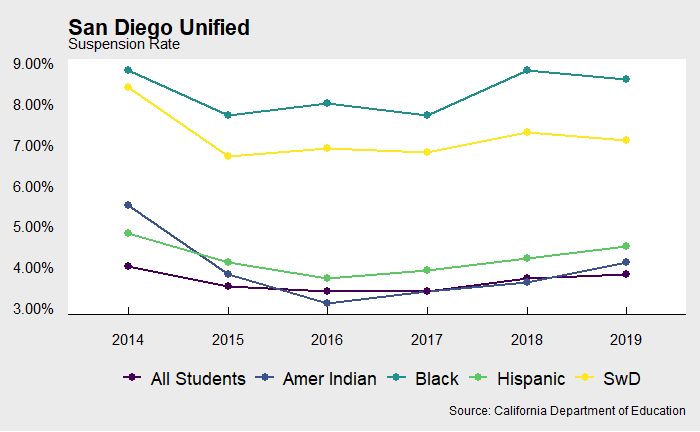 San Diego Unified
Suspension Rate
9.00%
8.00%
7.00%
6.00%
5.00%
4.00%
3.00%
2014 2015 2016 2017 2018 2019
All Students Amer Indian Black Hispanic SwD
Source: California Department of Education